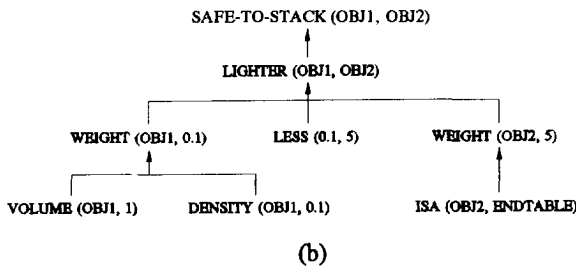 SAFE-TO-STACK (OBJ1, OBJ2)
LIGHTER (OBJ1, OBJ2)
WEIGHT (OBJ1, 0.1) LESS (0.1, 5) WEIGHT (OBJ2, 5)
VOLUME (OBJ1, 1) DENSITY (OBJ1, 0.1) ISA (OBJ2, ENDTABLE)
(b)